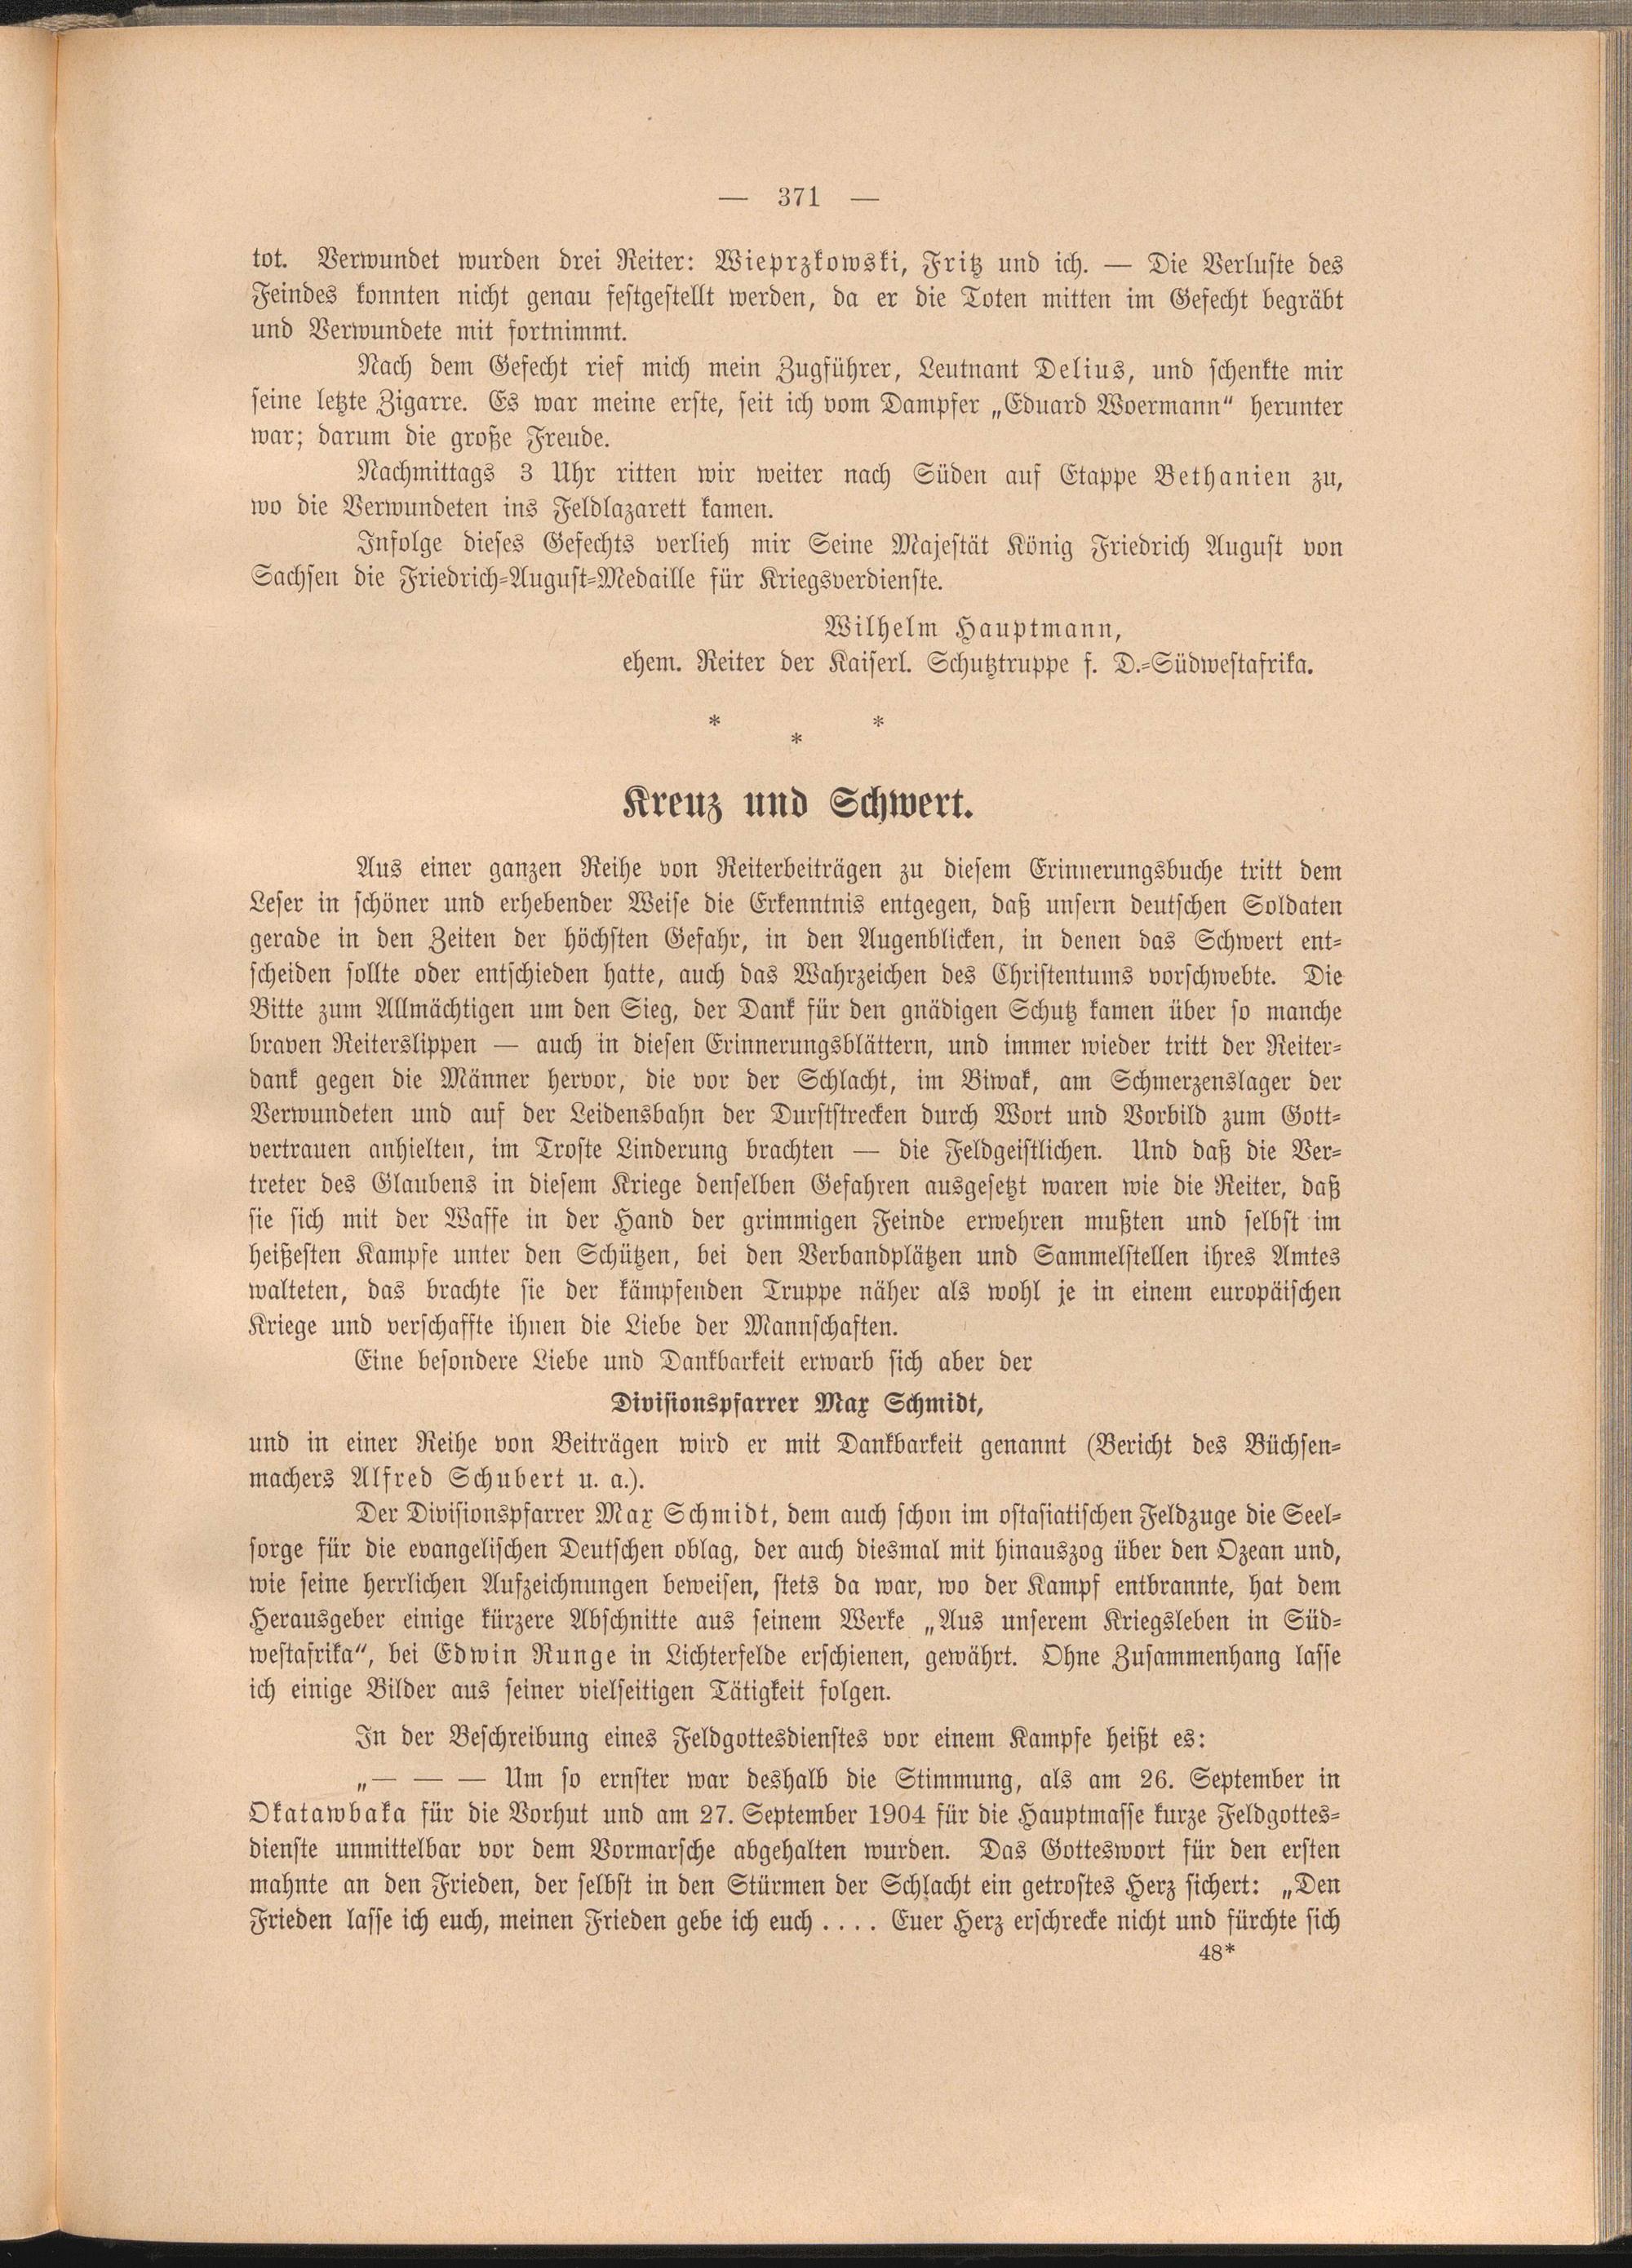 — 371 —
tot. Verwundet wurden drei Reiter: Wieprzkowski, Fritz und ich. — Die Verluste des
Feindes konnten nicht genau festgestellt werden, da er die Toten mitten im Gefecht begräbt
und Verwundete mit fortnimmt.
Nach dem Gefecht rief mich mein Zugführer, Leutnant Delius, und schenkte mir
seine letzte Zigarre. Es war meine erste, seit ich vom Dampfer „Eduard Woermann“ herunter
war; darum die große Freude.
Nachmittags 3 Uhr ritten wir weiter nach Süden auf Etappe Bethanien zu,
wo die Verwundeten ins Feldlazarett kamen.
Infolge dieses Gefechts verlieh mir Seine Majestät König Friedrich August von
Sachsen die Friedrich-August-Medaille für Kriegsverdienste.
Wilhelm Hauptmann,
ehem. Reiter der Kaiserl. Schutztruppe f. D.-Südwestafrika.
* *
*
Kreuz und Schwert.
Aus einer ganzen Reihe von Reiterbeiträgen zu diesem Erinnerungsbuche tritt dem
Leser in schöner und erhebender Weise die Erkenntnis entgegen, daß unsern deutschen Soldaten
gerade in den Zeiten der höchsten Gefahr, in den Augenblicken, in denen das Schwert ent-
scheiden sollte oder entschieden hatte, auch das Wahrzeichen des Christentums vorschwebte. Die
Bitte zum Allmächtigen um den Sieg, der Dank für den gnädigen Schutz kamen über so manche
braven Reiterslippen — auch in diesen Erinnerungsblättern, und immer wieder tritt der Reiter-
dank gegen die Männer hervor, die vor der Schlacht, im Biwak, am Schmerzenslager der
Verwundeten und auf der Leidensbahn der Durststrecken durch Wort und Vorbild zum Gott-
vertrauen anhielten, im Troste Linderung brachten — die Feldgeistlichen. Und daß die Ver-
treter des Glaubens in diesem Kriege denselben Gefahren ausgesetzt waren wie die Reiter, daß
sie sich mit der Waffe in der Hand der grimmigen Feinde erwehren mußten und selbst im
heißesten Kampfe unter den Schützen, bei den Verbandplätzen und Sammelstellen ihres Amtes
walteten, das brachte sie der kämpfenden Truppe näher als wohl je in einem europäischen
Kriege und verschaffte ihnen die Liebe der Mannschaften.
Eine besondere Liebe und Dankbarkeit erwarb sich aber der
Divisionspfarrer Max Schmidt,
und in einer Reihe von Beiträgen wird er mit Dankbarkeit genannt (Bericht des Büchsen-
machers Alfred Schubert u. a.).
Der Divisionspfarrer Max Schmidt, dem auch schon im ostasiatischen Feldzuge die Seel-
sorge für die evangelischen Deutschen oblag, der auch diesmal mit hinauszog über den Ozean und,
wie seine herrlichen Aufzeichnungen beweisen, stets da war, wo der Kampf entbrannte, hat dem
Herausgeber einige kürzere Abschnitte aus seinem Werke „Aus unserem Kriegsleben in Süd-
westafrika“, bei Edwin Runge in Lichterfelde erschienen, gewährt. Ohne Zusammenhang lasse
ich einige Bilder aus seiner vielseitigen Tätigkeit folgen.
In der Beschreibung eines Feldgottesdienstes vor einem Kampfe heißt es:
„— — — Um so ernster war deshalb die Stimmung, als am 26. September in
Okatawbaka für die Vorhut und am 27. September 1904 für die Hauptmasse kurze Feldgottes-
dienste unmittelbar vor dem Vormarsche abgehalten wurden. Das Gotteswort für den ersten
mahnte an den Frieden, der selbst in den Stürmen der Schlacht ein getrostes Herz sichert: „Den
Frieden lasse ich euch, meinen Frieden gebe ich euch . . . . Euer Herz erschrecke nicht und fürchte sich
48*